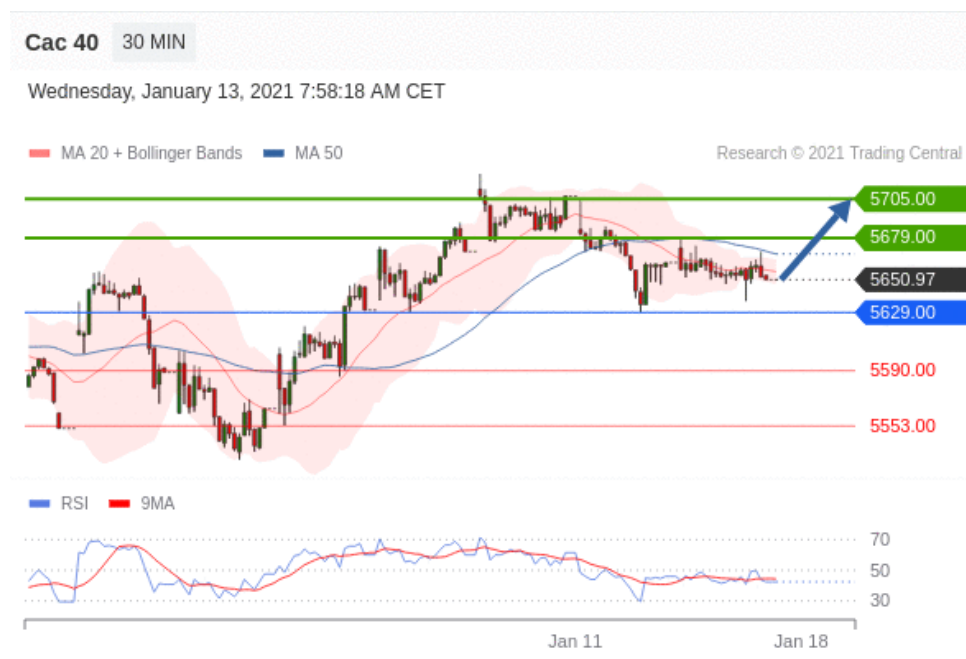 Cac 40 30 MIN
Wednesday, January 13, 2021 7:58:18 AM CET
MA 20 + Bollinger Bands MA 50 Research © 2021 Trading Central
5705.00
5679.00
5650.97
5629.00
5590.00
5553.00
RSI 9MA
70
50
30
Jan 11 Jan 18